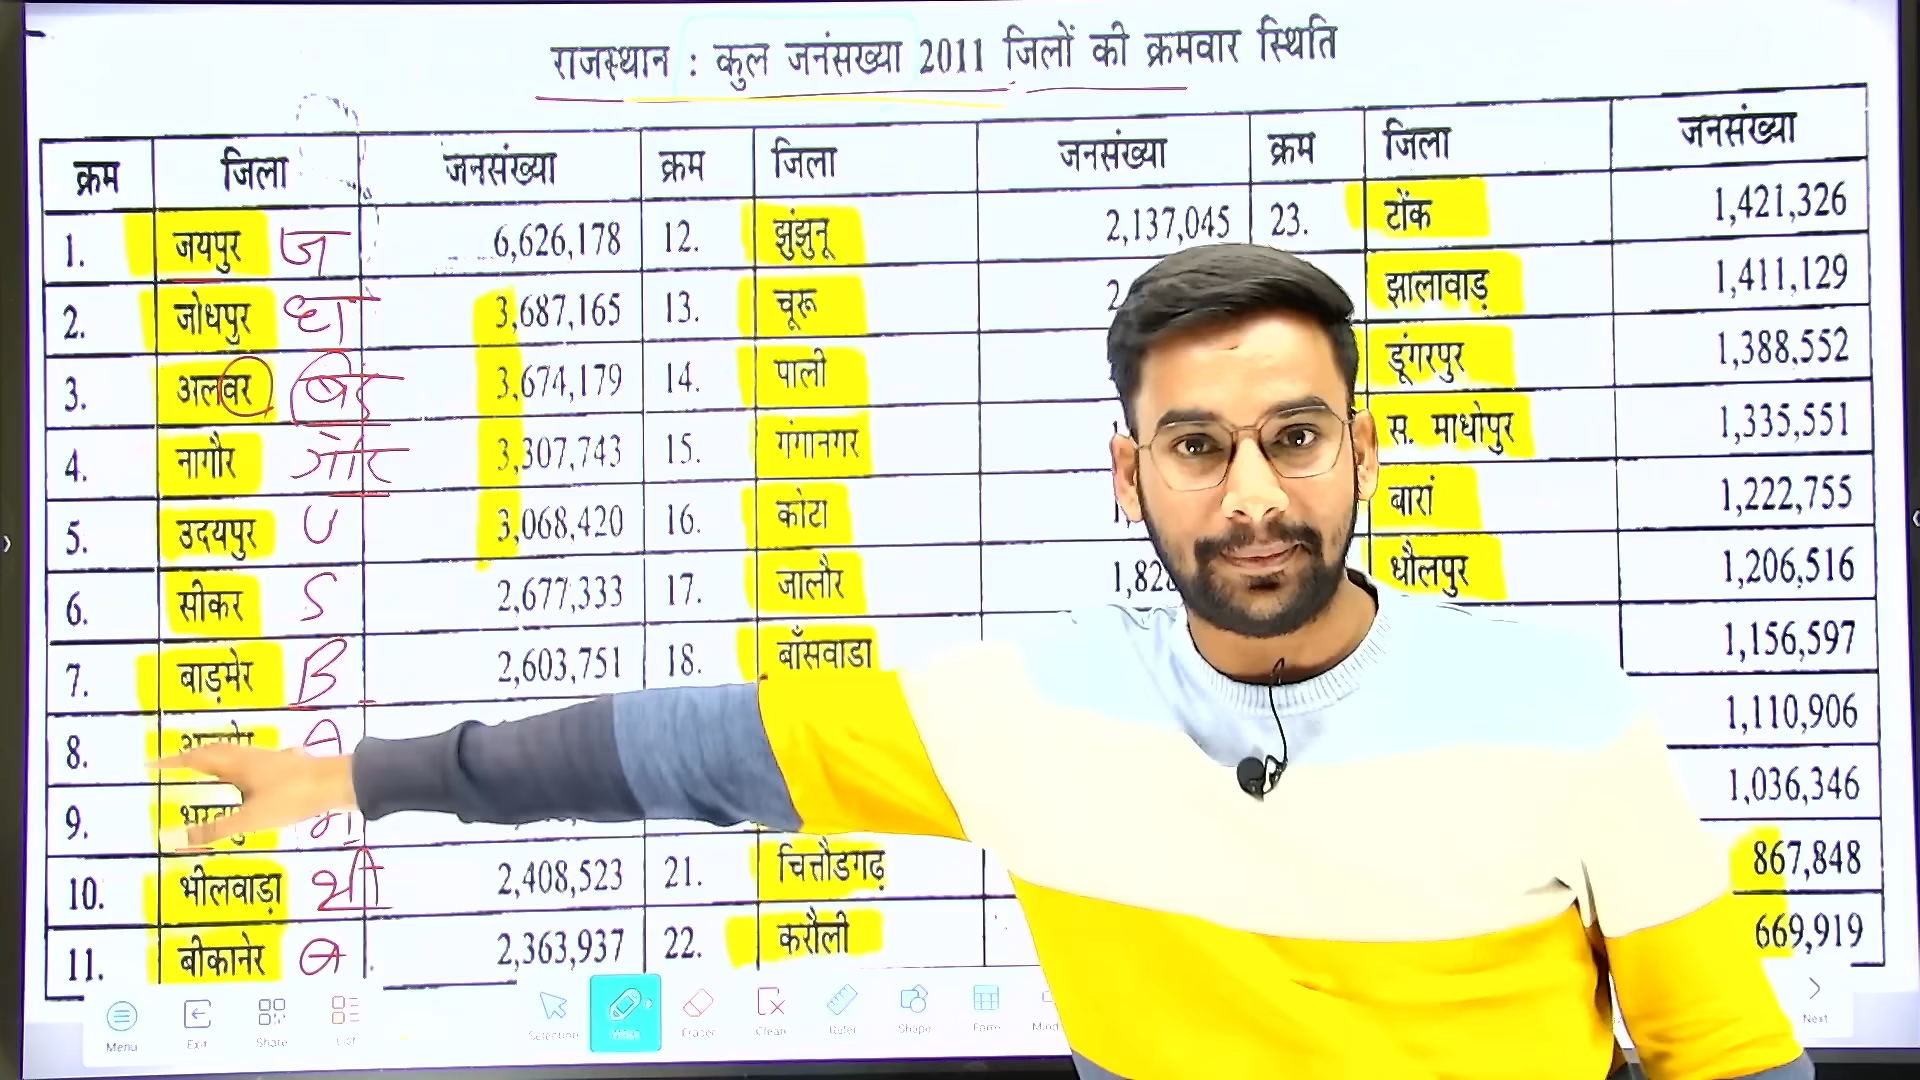 राजस्थान : कुल जनंसख्या 2011 जिलों की क्रमवार स्थिति
क्रम जिला जनसंख्या क्रम जिला जनसंख्या क्रम जिला जनसंख्या
1. जयपुर ज 6,626,178 12. झुंझुनू 2,137,045 23. टोंक 1,421,326
2. जोधपुर धा 3,687,165 13. चूरू झालावाड़ 1,411,129
3. अलवर 3,674,179 14. पाली डूंगरपुर 1,388,552
4. नागौर गौर 3,307,743 15. गंगानगर स. माधोपुर 1,335,551
5. उदयपुर U 3,068,420 16. कोटा बारां 1,222,755
6. सीकर S 2,677,333 17. जालौर धौलपुर 1,206,516
7. बाड़मेर B 2,603,751 18. बाँसवाडा 1,156,597
8. A 1,110,906
9. 1,036,346
10. भीलवाड़ा भी 2,408,523 21. चित्तौडगढ़ 867,848
11. बीकानेर 2,363,937 22. करौली 669,919
Menu Exit Share List Selection Write Eraser Clean Ruler Shape Form Mind Next